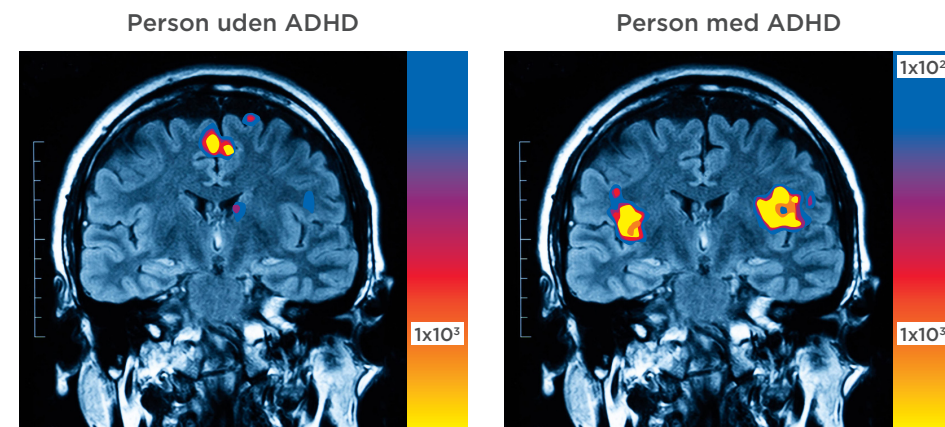 Person uden ADHD
Person med ADHD
1x10²
1x10³
1x10³